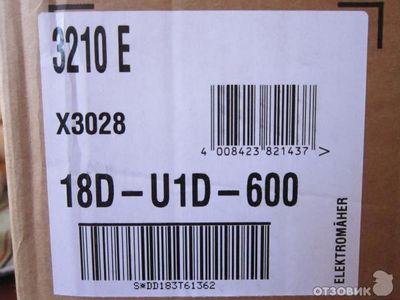 3210 E
X3028
4 008423 821437 >
18D-U1D-600
S*DD183T61362
ELEKTROMÄHER
ОТЗОВИК